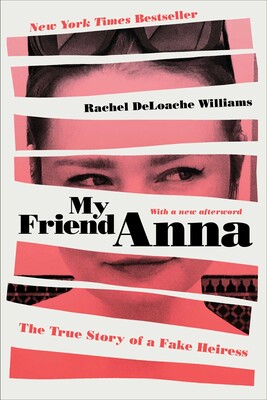 New York Times Bestseller
Rachel DeLoache Williams
My
Friend
Anna
With a new afterword
The True Story of a Fake Heiress